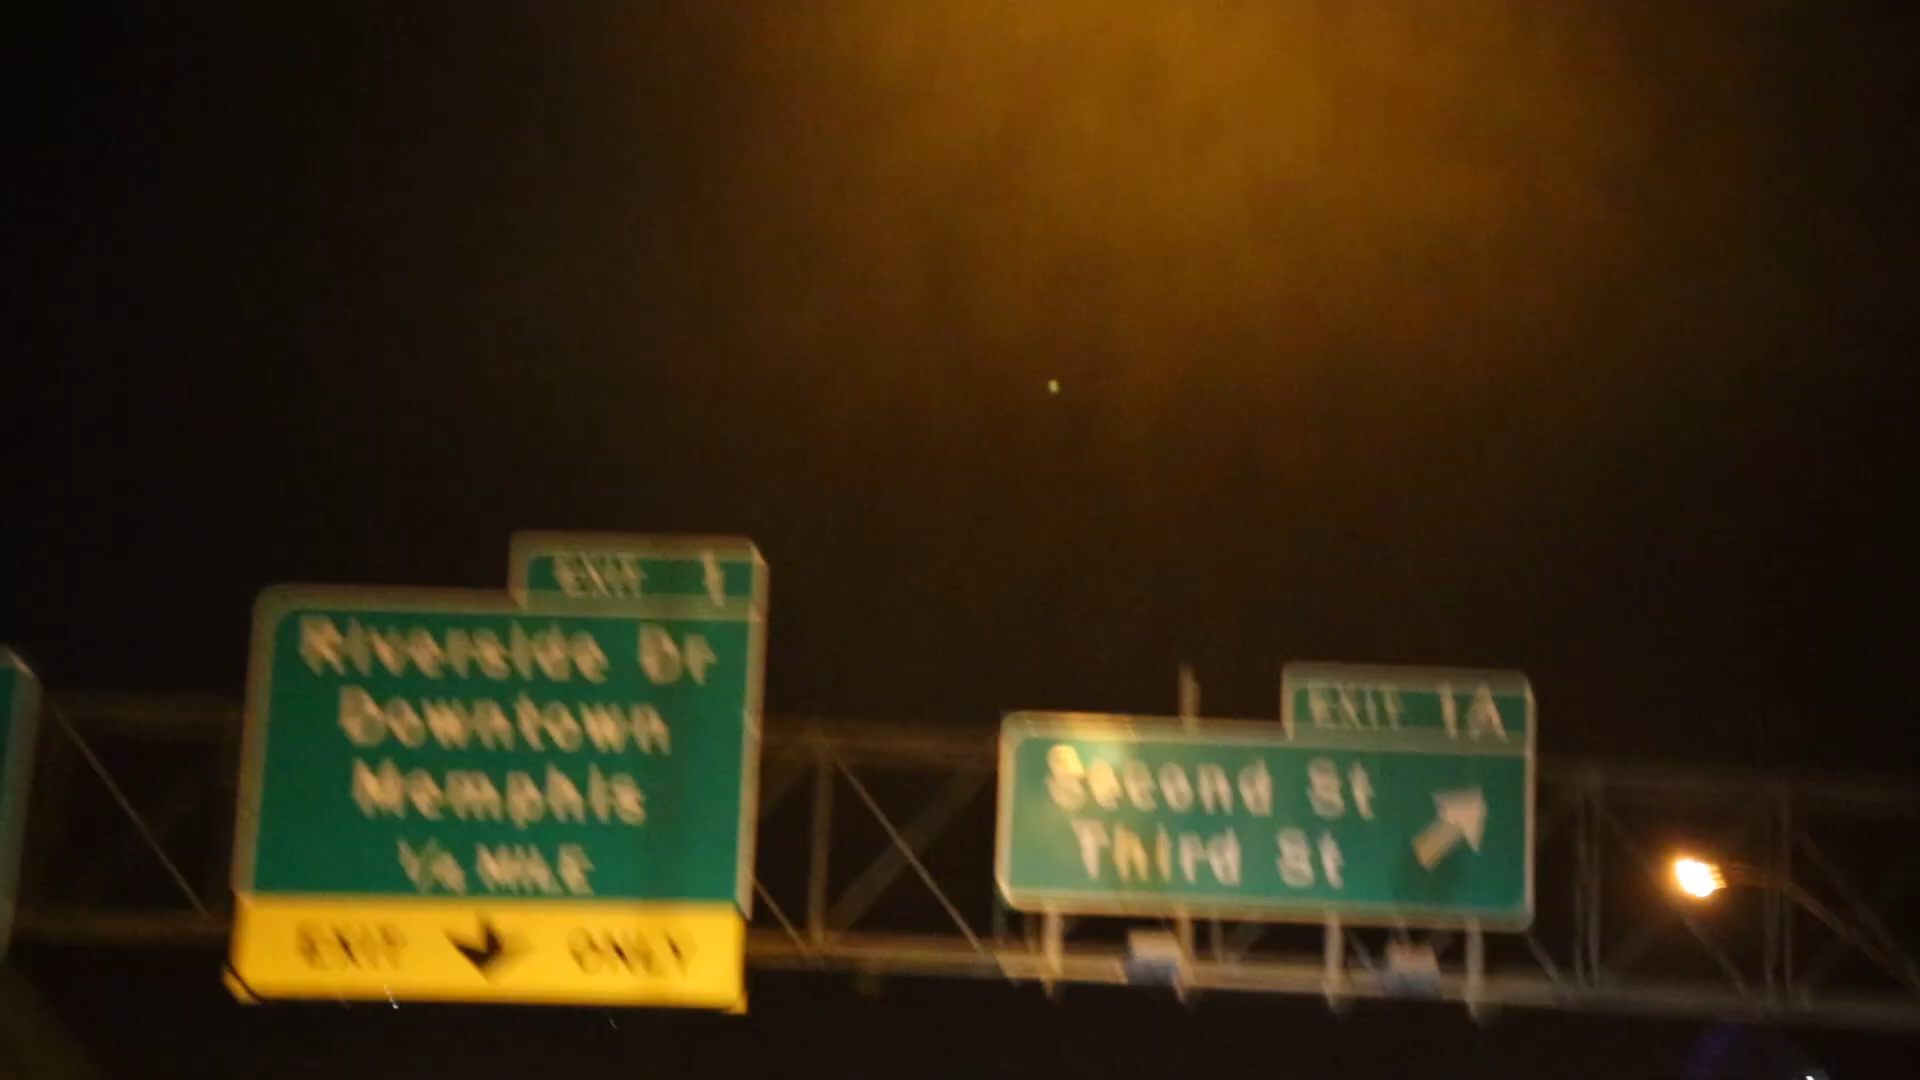 EXIT 1
Riverside Dr
Downtown
Memphis
½ MILE
EXIT ONLY
EXIT 1A
Second St
Third St